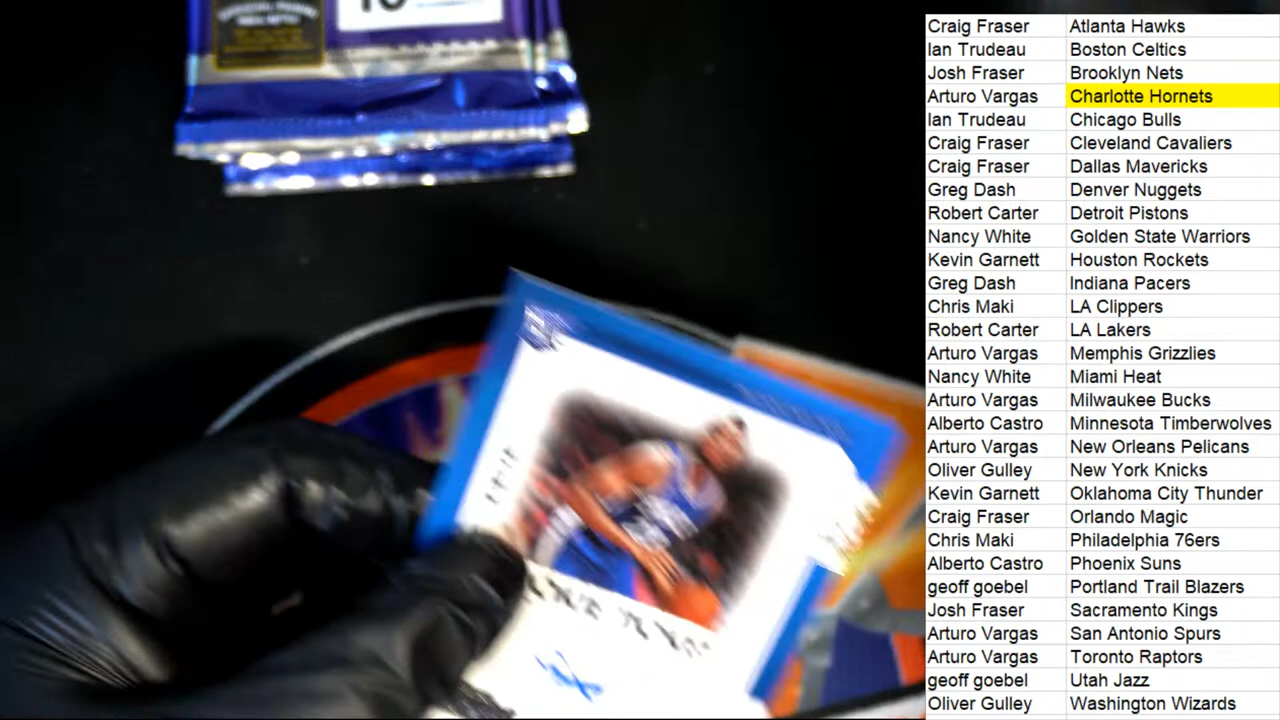 Craig Fraser Atlanta Hawks
Ian Trudeau Boston Celtics
Josh Fraser Brooklyn Nets
Arturo Vargas Charlotte Hornets
Ian Trudeau Chicago Bulls
Craig Fraser Cleveland Cavaliers
Craig Fraser Dallas Mavericks
Greg Dash Denver Nuggets
Robert Carter Detroit Pistons
Nancy White Golden State Warriors
Kevin Garnett Houston Rockets
Greg Dash Indiana Pacers
Chris Maki LA Clippers
Robert Carter LA Lakers
Arturo Vargas Memphis Grizzlies
Nancy White Miami Heat
Arturo Vargas Milwaukee Bucks
Alberto Castro Minnesota Timberwolves
Arturo Vargas New Orleans Pelicans
Oliver Gulley New York Knicks
Kevin Garnett Oklahoma City Thunder
Craig Fraser Orlando Magic
Chris Maki Philadelphia 76ers
Alberto Castro Phoenix Suns
geoff goebel Portland Trail Blazers
Josh Fraser Sacramento Kings
Arturo Vargas San Antonio Spurs
Arturo Vargas Toronto Raptors
geoff goebel Utah Jazz
Oliver Gulley Washington Wizards